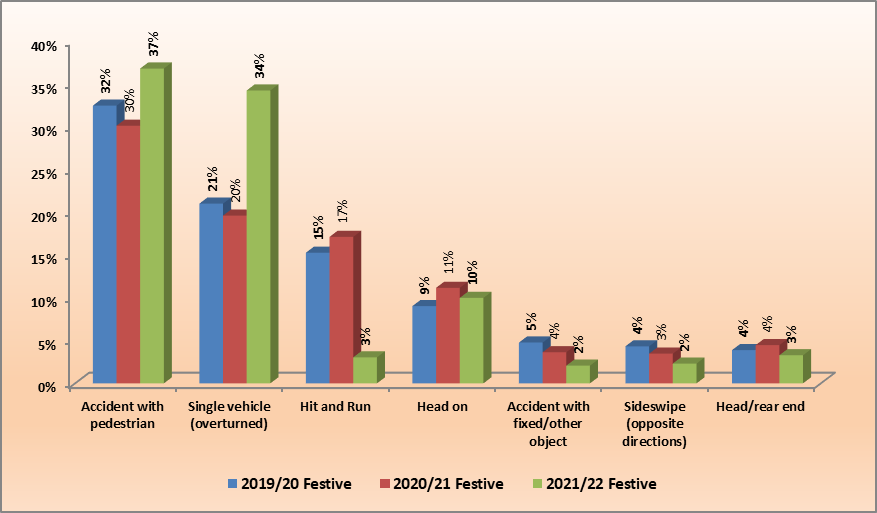 40%
35%
30%
25%
20%
15%
10%
5%
0%
32%
30%
37%
21%
20%
34%
15%
17%
3%
9%
11%
10%
5%
4%
2%
4%
3%
2%
4%
4%
3%
Accident with
pedestrian
Single vehicle
(overturned)
Hit and Run
Head on
Accident with
fixed/other
object
Sideswipe
(opposite
directions)
Head/rear end
2019/20 Festive
2020/21 Festive
2021/22 Festive